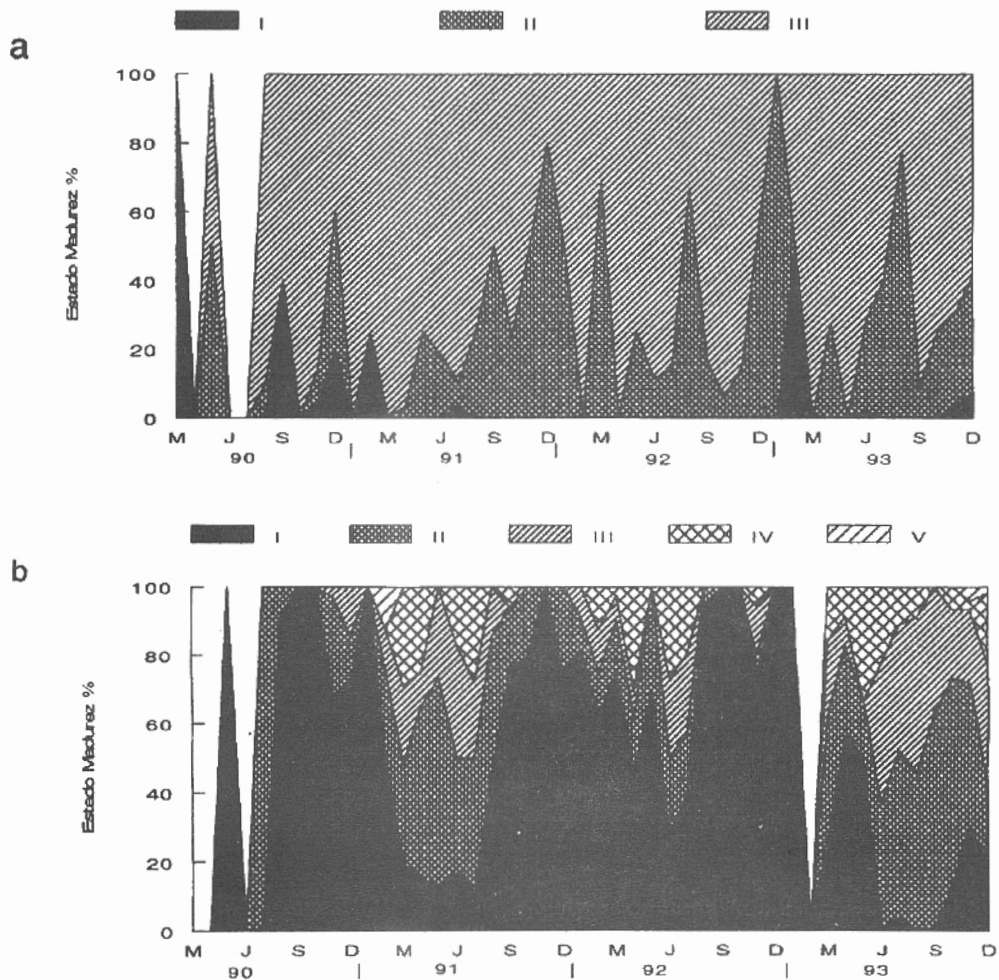 I II III
a
100
80
60
40
20
0
Estado Madurez %
M J S D M J S D M J S D M J S D
90 91 92 93
I II III IV V
b
100
80
60
40
20
0
Estado Madurez %
M J S D M J S D M J S D M J S D
90 91 92 93